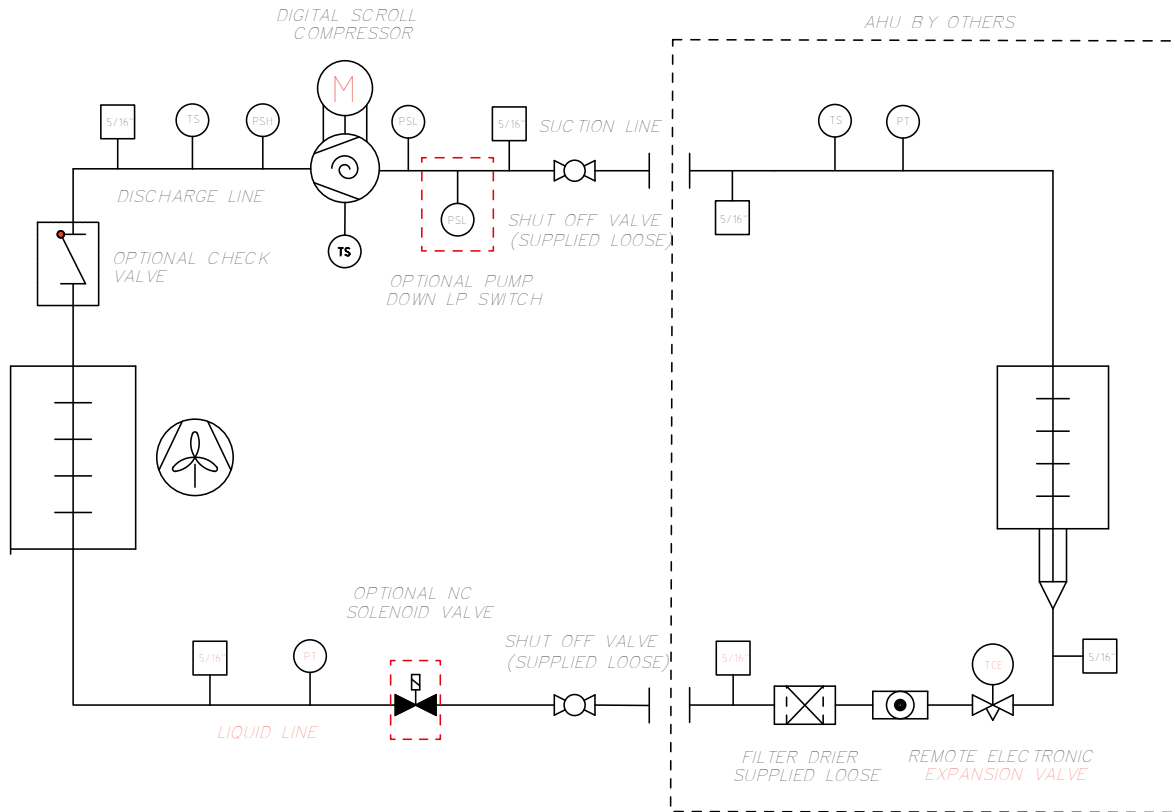 DIGITAL SCROLL
COMPRESSOR
AHU BY OTHERS
M
5/16"
TS
PSH
PSL
5/16"
SUCTION LINE
TS
PT
DISCHARGE LINE
PSL
SHUT OFF VALVE
(SUPPLIED LOOSE)
5/16"
TS
OPTIONAL CHECK
VALVE
OPTIONAL PUMP
DOWN LP SWITCH
OPTIONAL NC
SOLENOID VALVE
SHUT OFF VALVE
(SUPPLIED LOOSE)
5/16"
PT
5/16"
TCE
5/16"
LIQUID LINE
FILTER DRIER
SUPPLIED LOOSE
REMOTE ELECTRONIC
EXPANSION VALVE